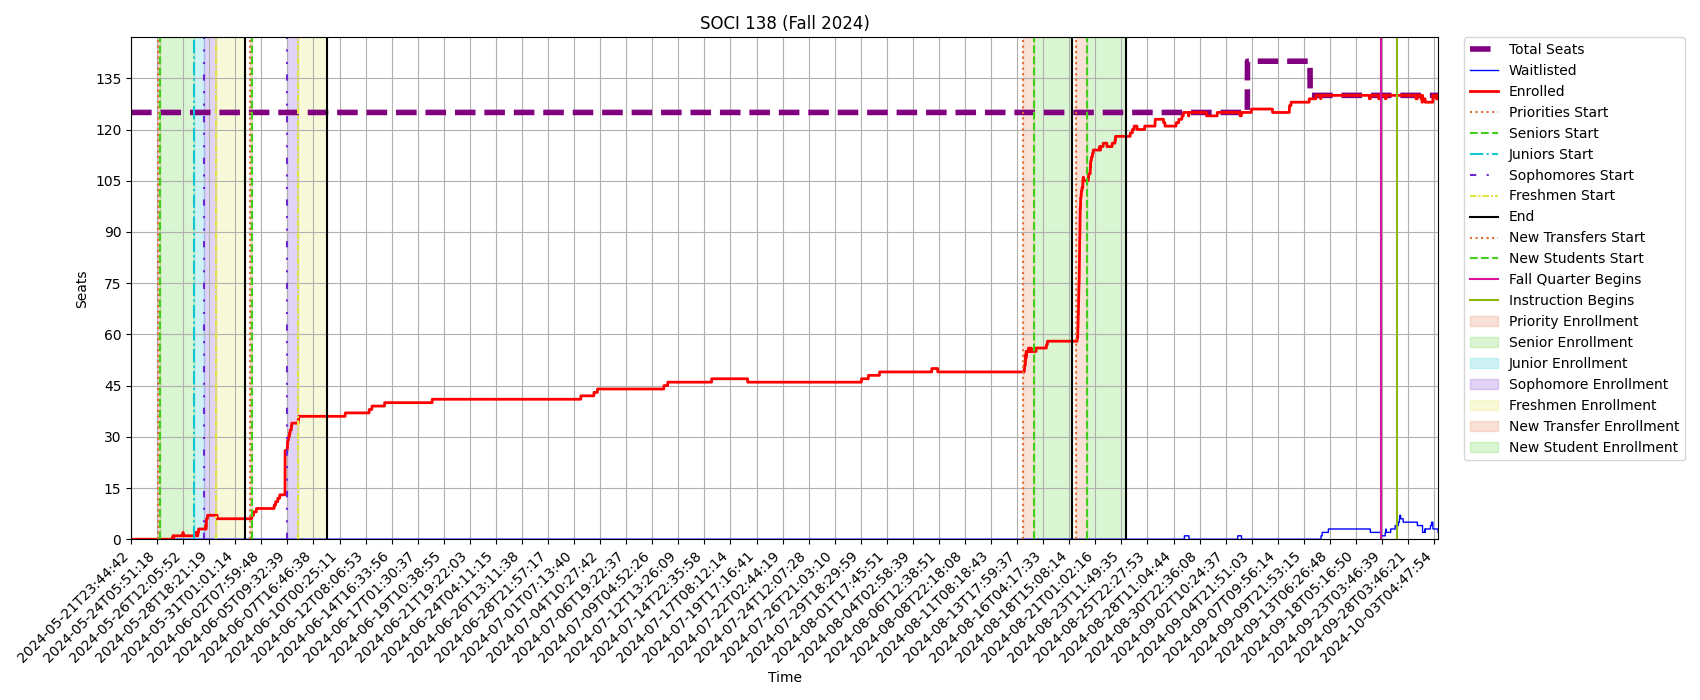 SOCI 138 (Fall 2024)
Seats
135
120
105
90
75
60
45
30
15
0
2024-05-21T23:44:42
2024-05-24T05:51:18
2024-05-26T12:05:52
2024-05-28T18:21:19
2024-05-31T01:01:14
2024-06-02T07:59:48
2024-06-05T09:32:39
2024-06-07T16:46:38
2024-06-10T00:25:11
2024-06-12T08:06:53
2024-06-14T16:33:56
2024-06-17T01:30:37
2024-06-19T10:38:55
2024-06-21T19:22:03
2024-06-24T04:11:15
2024-06-26T13:11:38
2024-06-28T21:57:17
2024-07-01T07:13:40
2024-07-04T10:27:42
2024-07-06T19:22:37
2024-07-09T04:52:26
2024-07-12T13:26:09
2024-07-14T22:35:58
2024-07-17T08:12:14
2024-07-19T17:16:41
2024-07-22T02:44:19
2024-07-24T12:07:28
2024-07-26T21:03:10
2024-07-29T18:29:59
2024-08-01T17:45:51
2024-08-04T02:58:39
2024-08-06T12:38:51
2024-08-08T22:18:08
2024-08-11T08:18:43
2024-08-13T17:59:37
2024-08-16T04:17:33
2024-08-18T15:08:14
2024-08-21T01:02:16
2024-08-23T11:49:35
2024-08-25T22:27:53
2024-08-28T11:04:44
2024-08-30T22:36:08
2024-09-02T10:24:37
2024-09-04T21:51:03
2024-09-07T09:56:14
2024-09-09T21:53:15
2024-09-13T06:26:48
2024-09-18T05:16:50
2024-09-23T03:46:39
2024-09-28T03:46:21
2024-10-03T04:47:54
Time
Total Seats
Waitlisted
Enrolled
Priorities Start
Seniors Start
Juniors Start
Sophomores Start
Freshmen Start
End
New Transfers Start
New Students Start
Fall Quarter Begins
Instruction Begins
Priority Enrollment
Senior Enrollment
Junior Enrollment
Sophomore Enrollment
Freshmen Enrollment
New Transfer Enrollment
New Student Enrollment